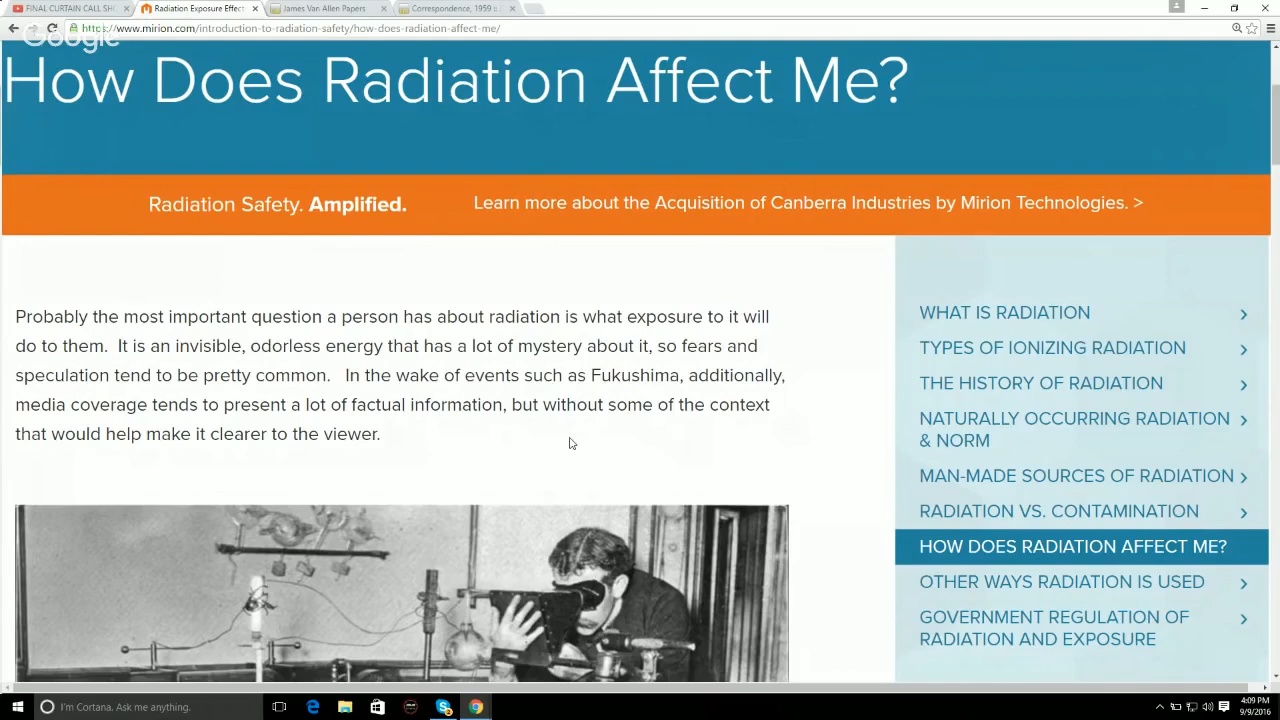 FINAL CURTAIN CALL SH
Radiation Exposure Effect
James Van Allen Papers
Correspondence, 1959
https://www.mirion.com/introduction-to-radiation-safety/how-does-radiation-affect-me/
Google
How Does Radiation Affect Me?
Radiation Safety. Amplified.
Learn more about the Acquisition of Canberra Industries by Mirion Technologies. >
Probably the most important question a person has about radiation is what exposure to it will
do to them. It is an invisible, odorless energy that has a lot of mystery about it, so fears and
speculation tend to be pretty common. In the wake of events such as Fukushima, additionally,
media coverage tends to present a lot of factual information, but without some of the context
that would help make it clearer to the viewer.
WHAT IS RADIATION
TYPES OF IONIZING RADIATION
THE HISTORY OF RADIATION
NATURALLY OCCURRING RADIATION
& NORM
MAN-MADE SOURCES OF RADIATION
RADIATION VS. CONTAMINATION
HOW DOES RADIATION AFFECT ME?
OTHER WAYS RADIATION IS USED
GOVERNMENT REGULATION OF
RADIATION AND EXPOSURE
I'm Cortana. Ask me anything.
4:09 PM
9/9/2016